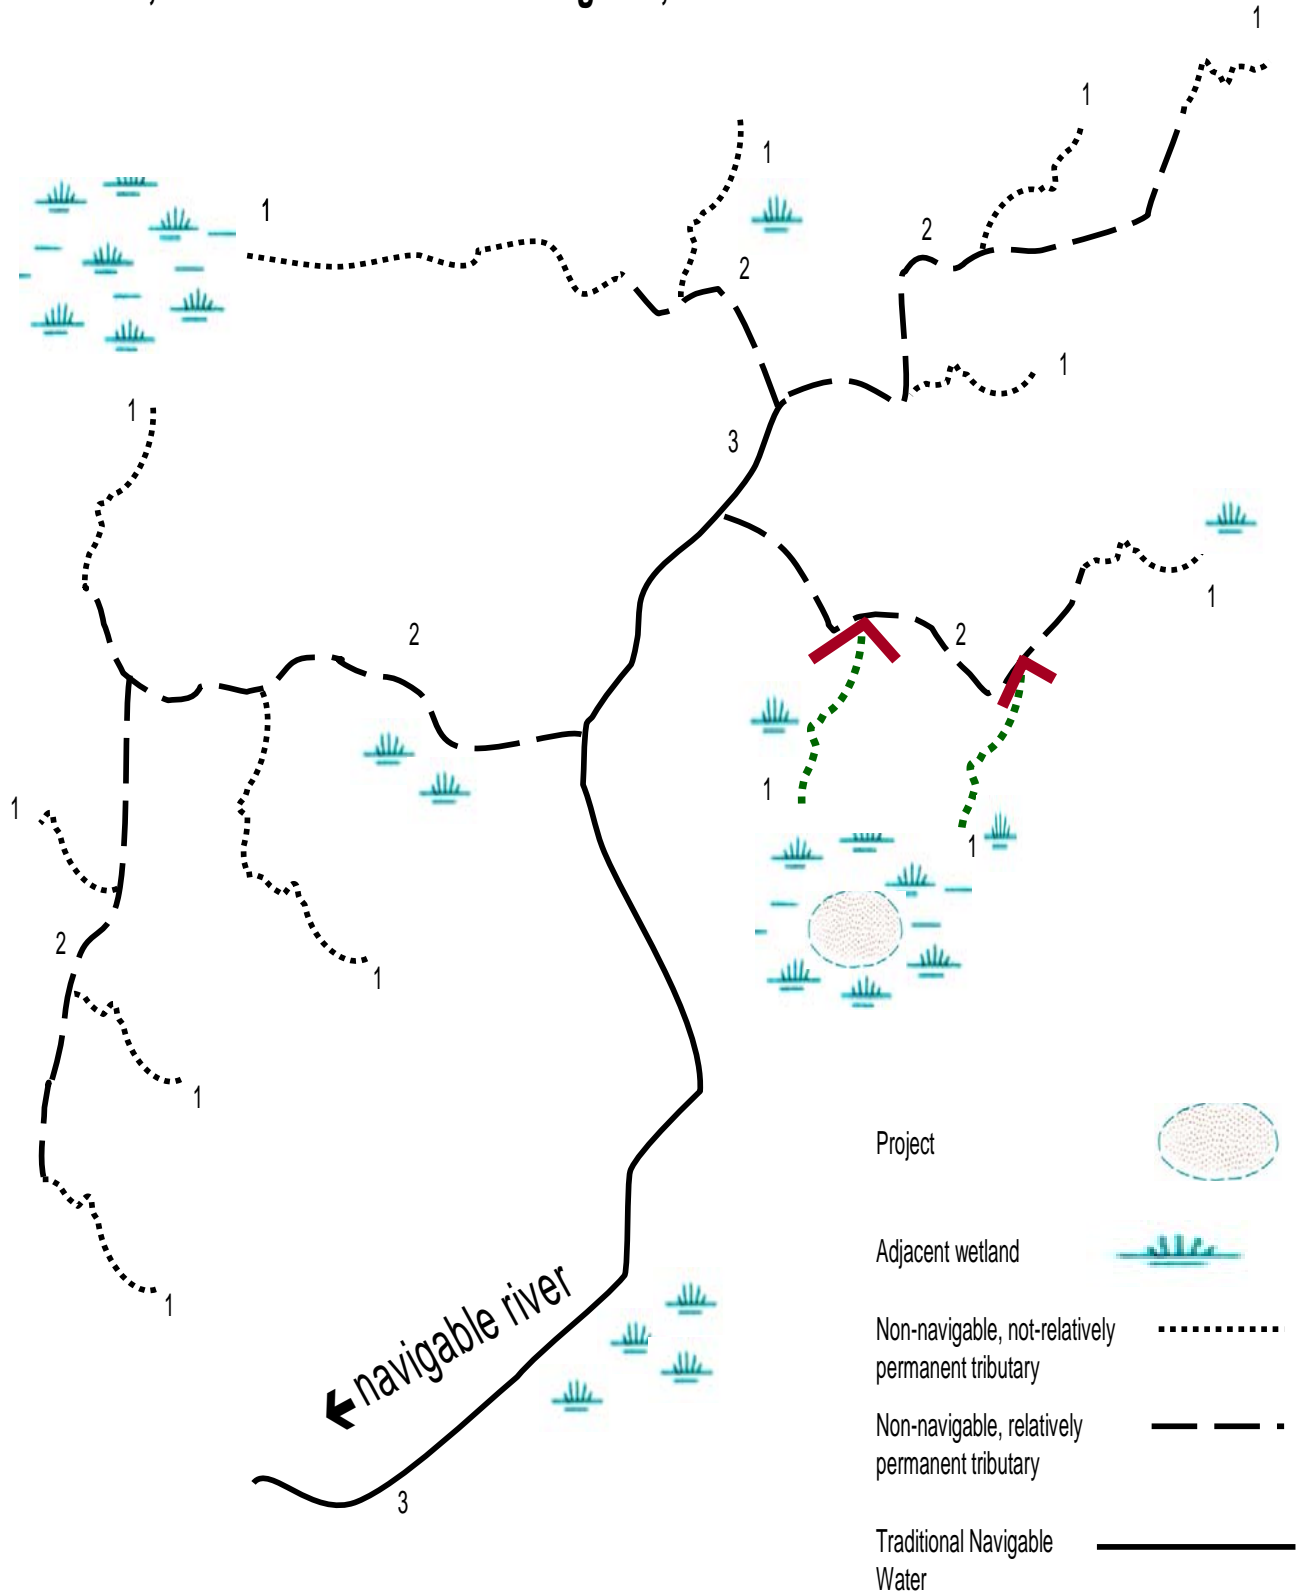 1
1
1
1
2
2
1
1
3
1
2
2
1
1
1
1
2
1
1
1
navigable river
3
Project
Adjacent wetland
Non-navigable, not-relatively
permanent tributary
Non-navigable, relatively
permanent tributary
Traditional Navigable
Water